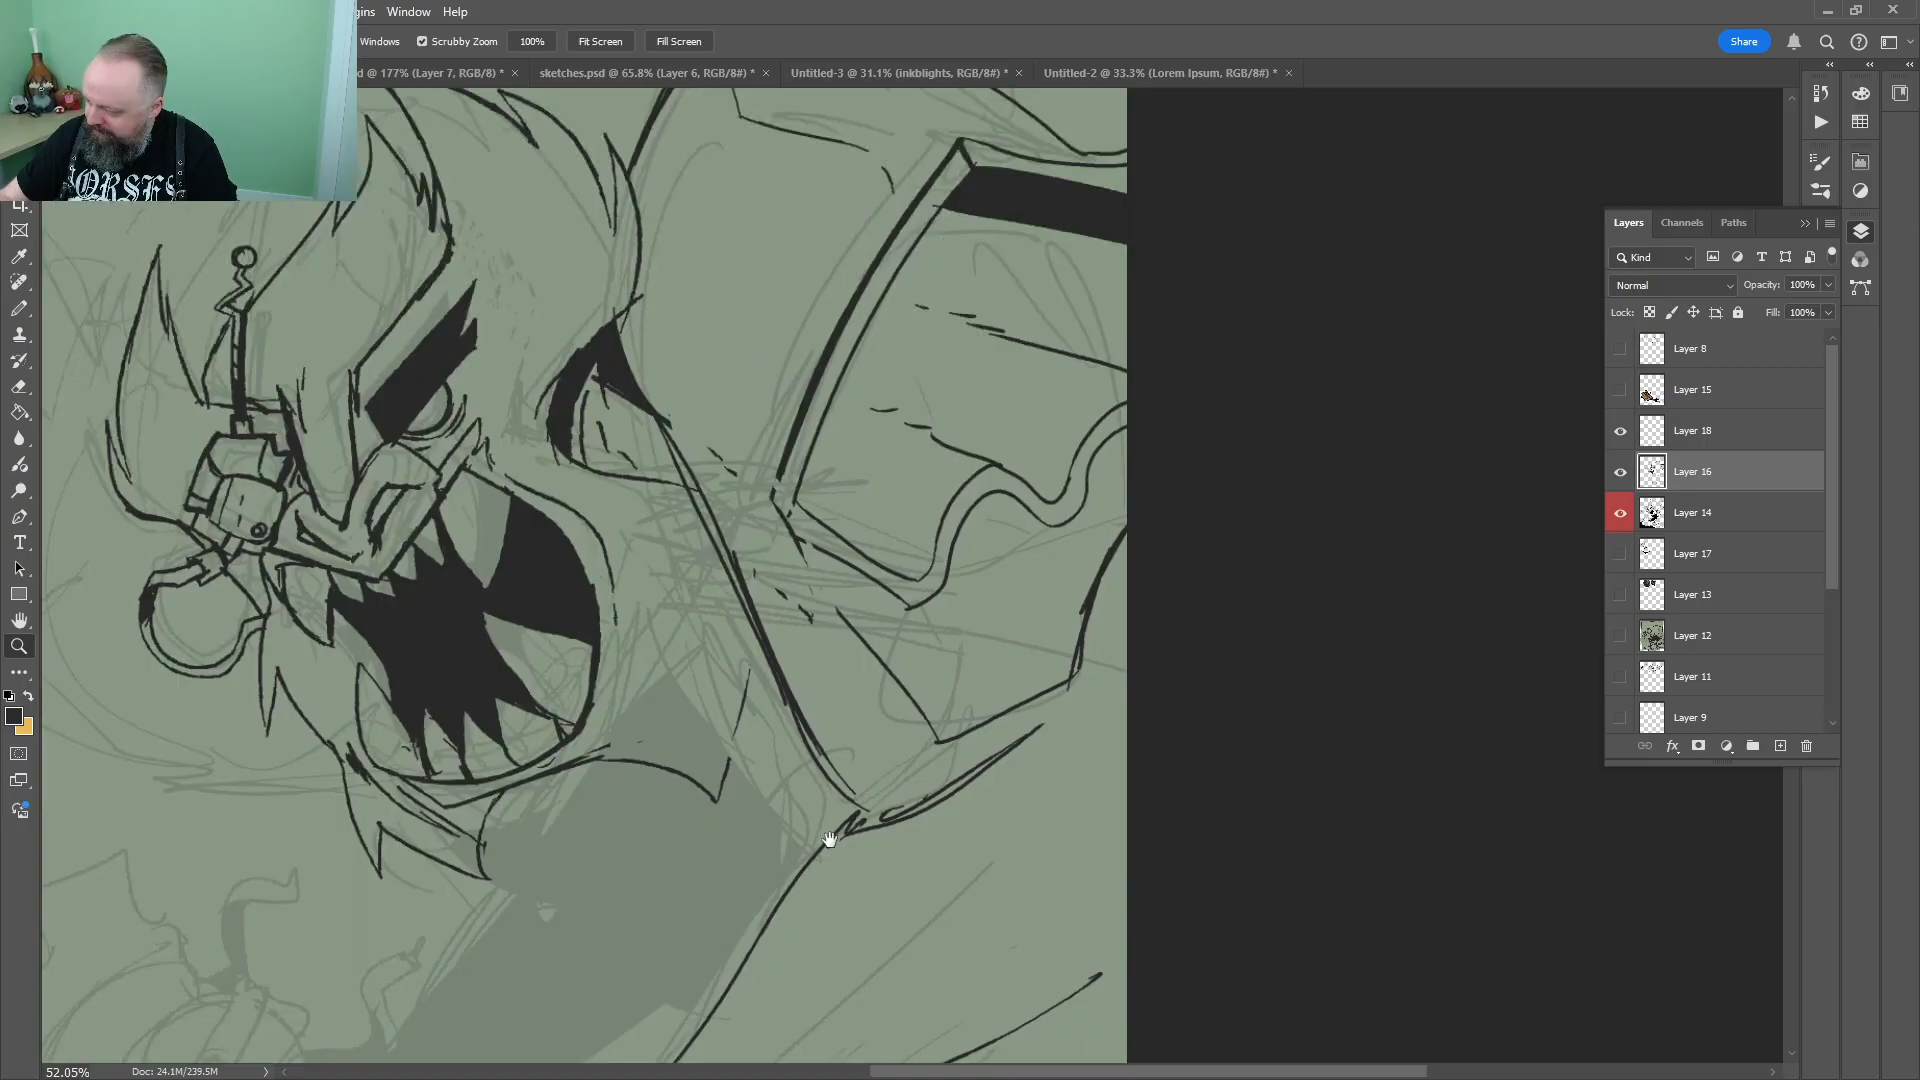 gins Window Help
Windows Scrubby Zoom 100% Fit Screen Fill Screen Share
d @ 177% (Layer 7, RGB/8) * × sketches.psd @ 65.8% (Layer 6, RGB/8#) * × Untitled-3 @ 31.1% (inkblights, RGB/8#) * × Untitled-2 @ 33.3% (Lorem Ipsum, RGB/8#) * ×
Layers Channels Paths
Kind
Normal Opacity: 100%
Lock: Fill: 100%
Layer 8
Layer 15
Layer 18
Layer 16
Layer 14
Layer 17
Layer 13
Layer 12
Layer 11
Layer 9
52.05% Doc: 24.1M/239.5M